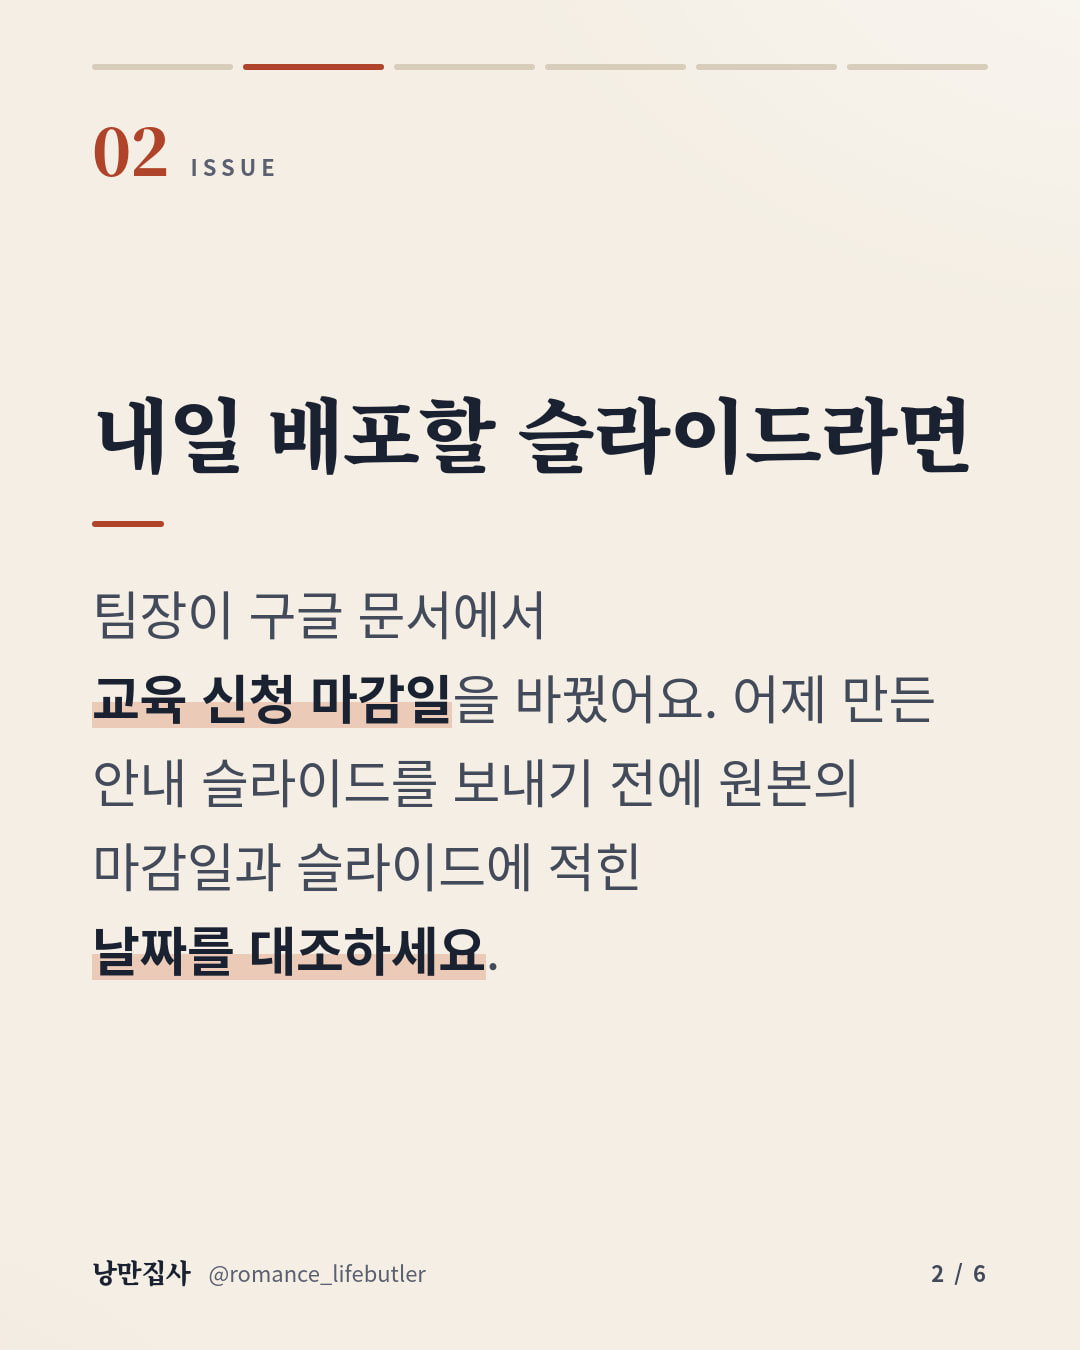 02 ISSUE
내일 배포할 슬라이드라면
팀장이 구글 문서에서
교육 신청 마감일을 바꿨어요. 어제 만든
안내 슬라이드를 보내기 전에 원본의
마감일과 슬라이드에 적힌
날짜를 대조하세요.
낭만집사 @romance_lifebutler 2 / 6